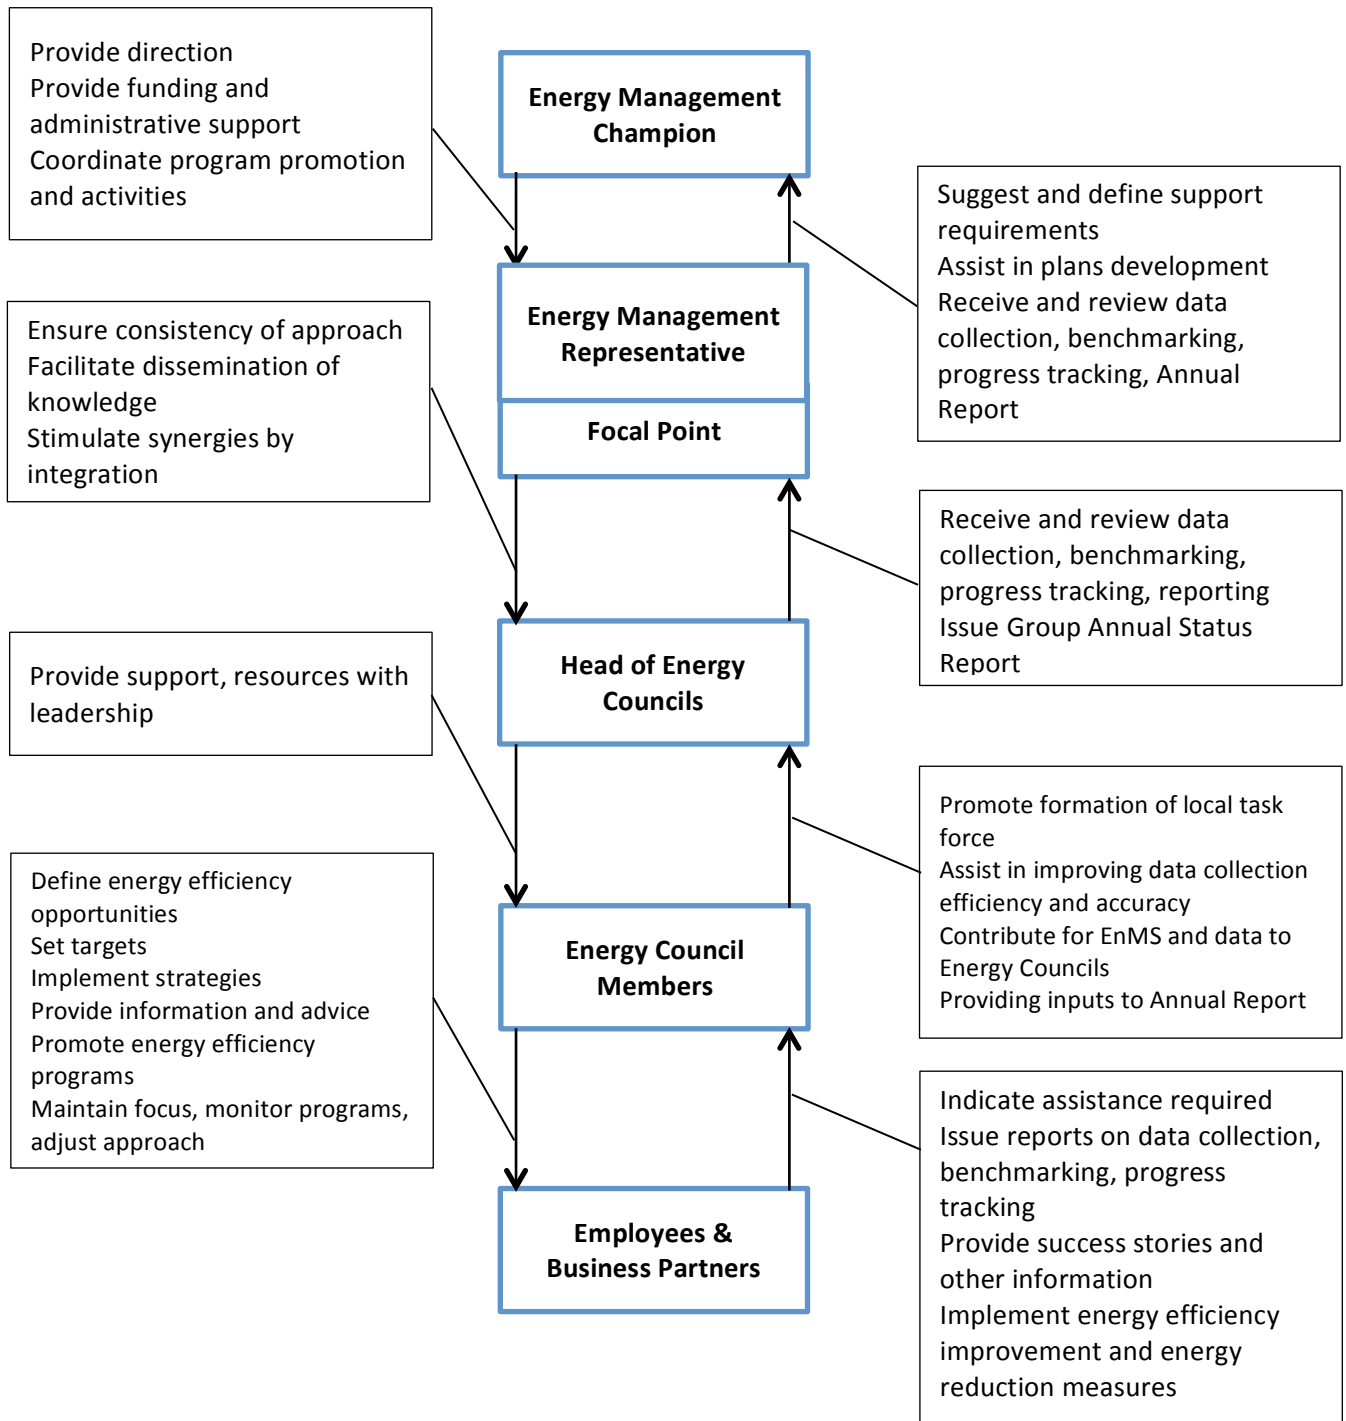 Provide direction
Provide funding and
administrative support
Coordinate program promotion
and activities
Energy Management
Champion
Suggest and define support
requirements
Assist in plans development
Receive and review data
collection, benchmarking,
progress tracking, Annual
Report
Energy Management
Representative
Focal Point
Ensure consistency of approach
Facilitate dissemination of
knowledge
Stimulate synergies by
integration
Receive and review data
collection, benchmarking,
progress tracking, reporting
Issue Group Annual Status
Report
Head of Energy
Councils
Provide support, resources with
leadership
Promote formation of local task
force
Assist in improving data collection
efficiency and accuracy
Contribute for EnMS and data to
Energy Councils
Providing inputs to Annual Report
Energy Council
Members
Define energy efficiency
opportunities
Set targets
Implement strategies
Provide information and advice
Promote energy efficiency
programs
Maintain focus, monitor programs,
adjust approach
Indicate assistance required
Issue reports on data collection,
benchmarking, progress
tracking
Provide success stories and
other information
Implement energy efficiency
improvement and energy
reduction measures
Employees &
Business Partners